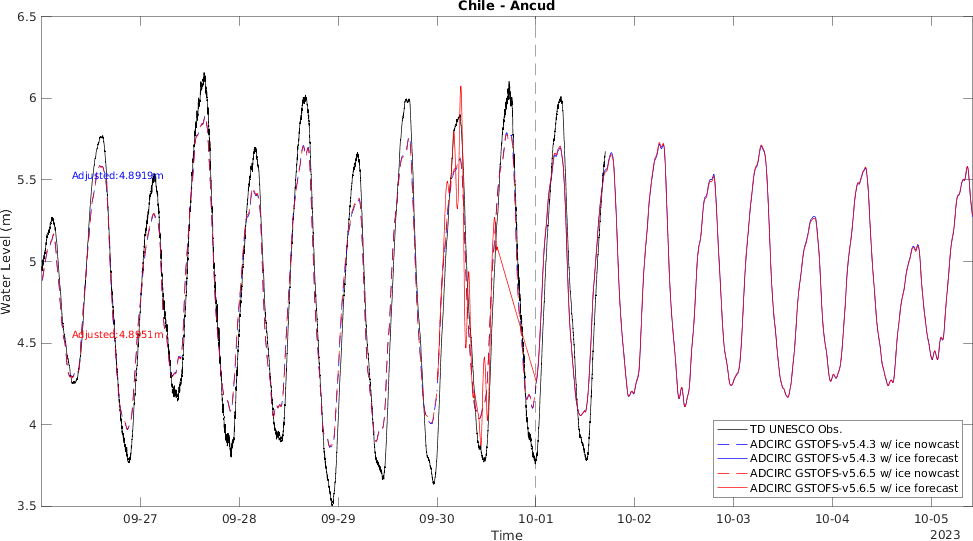 Chile - Ancud
6.5
6
5.5
5
4.5
4
3.5
Water Level (m)
Adjusted:4.8919m
Adjusted:4.8951m
TD UNESCO Obs.
ADCIRC GSTOFS-v5.4.3 w/ ice nowcast
ADCIRC GSTOFS-v5.4.3 w/ ice forecast
ADCIRC GSTOFS-v5.6.5 w/ ice nowcast
ADCIRC GSTOFS-v5.6.5 w/ ice forecast
09-27 09-28 09-29 09-30 10-01 10-02 10-03 10-04 10-05
Time
2023